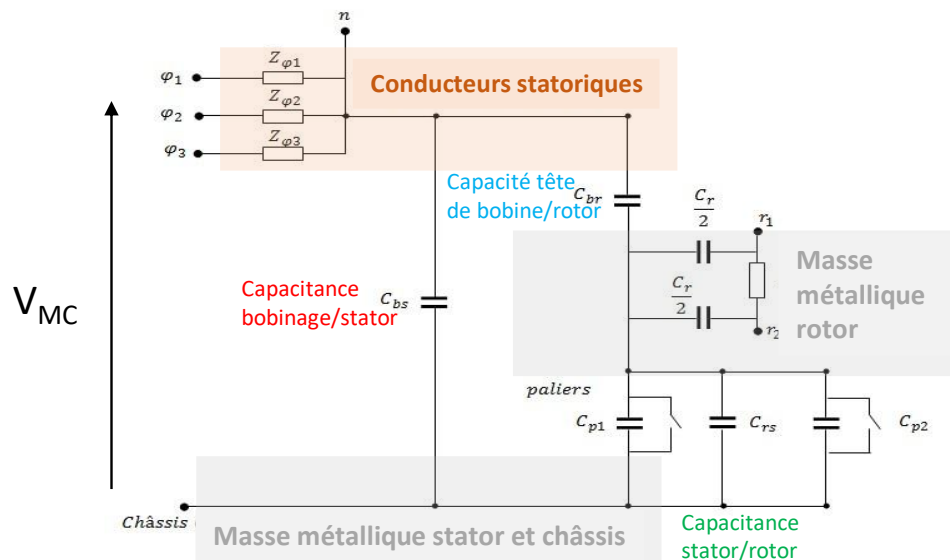 n
φ1
Zφ1
Conducteurs statoriques
φ2
Zφ2
φ3
Zφ3
Capacité tête
de bobine/rotor
Cbr
Cr
2
r1
Masse
métallique
rotor
VMC
Capacitance
bobinage/stator
Cbs
Cr
2
r2
paliers
Cp1
Crs
Cp2
Châssis
Masse métallique stator et châssis
Capacitance
stator/rotor